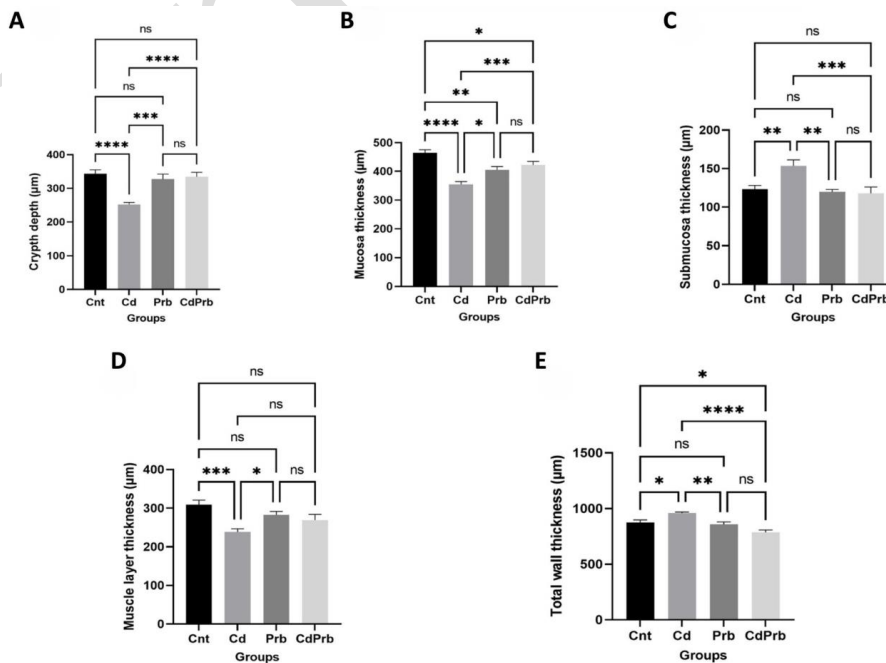 A
ns
****
ns
***
****
ns
Crypth depth (µm)
400
300
200
100
0
Cnt Cd Prb CdPrb
Groups
B
*
***
**
**** * ns
Mucosa thickness (µm)
500
400
300
200
100
0
Cnt Cd Prb CdPrb
Groups
C
ns
***
ns
** ** ns
Submucosa thickness (µm)
200
150
100
50
0
Cnt Cd Prb CdPrb
Groups
D
ns
ns
ns
*** * ns
Muscle layer thickness (µm)
400
300
200
100
0
Cnt Cd Prb CdPrb
Groups
E
*
****
ns
* ** ns
Total wall thickness (µm)
1500
1000
500
0
Cnt Cd Prb CdPrb
Groups